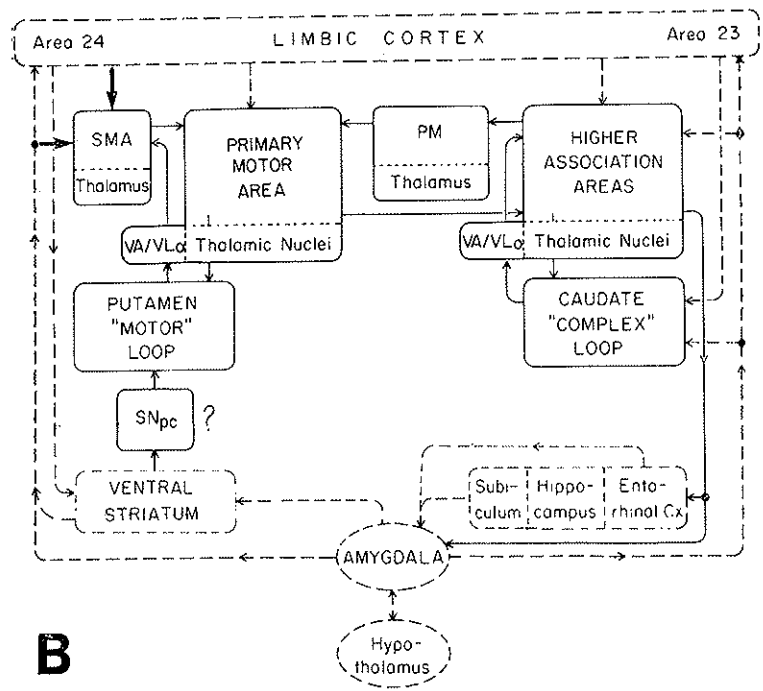 Area 24 LIMBIC CORTEX Area 23
SMA
Thalamus
PRIMARY
MOTOR
AREA
PM
Thalamus
HIGHER
ASSOCIATION
AREAS
VA/VLo Thalamic Nuclei
VA/VLo Thalamic Nuclei
PUTAMEN
"MOTOR"
LOOP
CAUDATE
"COMPLEX"
LOOP
SNpc ?
VENTRAL
STRIATUM
Subi-
culum
Hippo-
campus
Ento-
rhinal Cx
AMYGDALA
Hypo-
thalamus
B